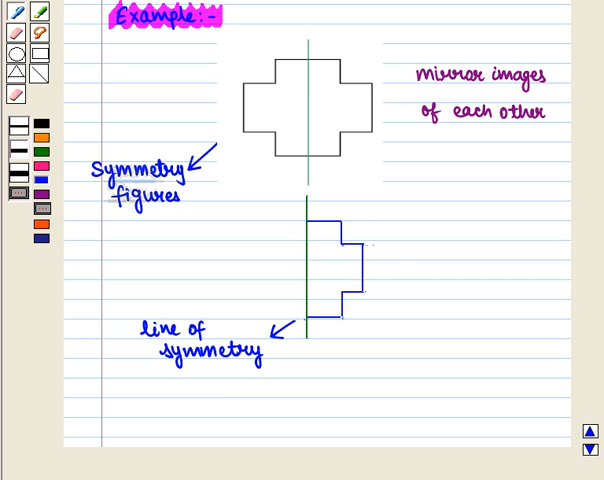 Example:-
mirror images
of each other
Symmetry
figures
line of
symmetry